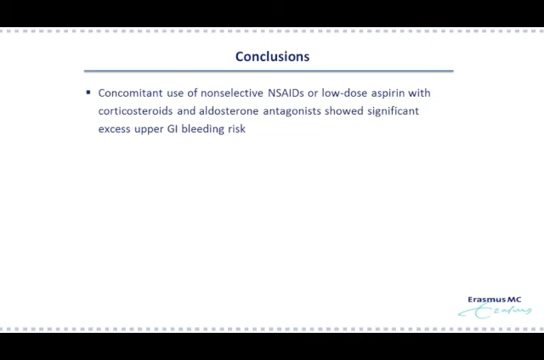 Conclusions
▪ Concomitant use of nonselective NSAIDs or low-dose aspirin with
corticosteroids and aldosterone antagonists showed significant
excess upper GI bleeding risk
Erasmus MC
Erasmus